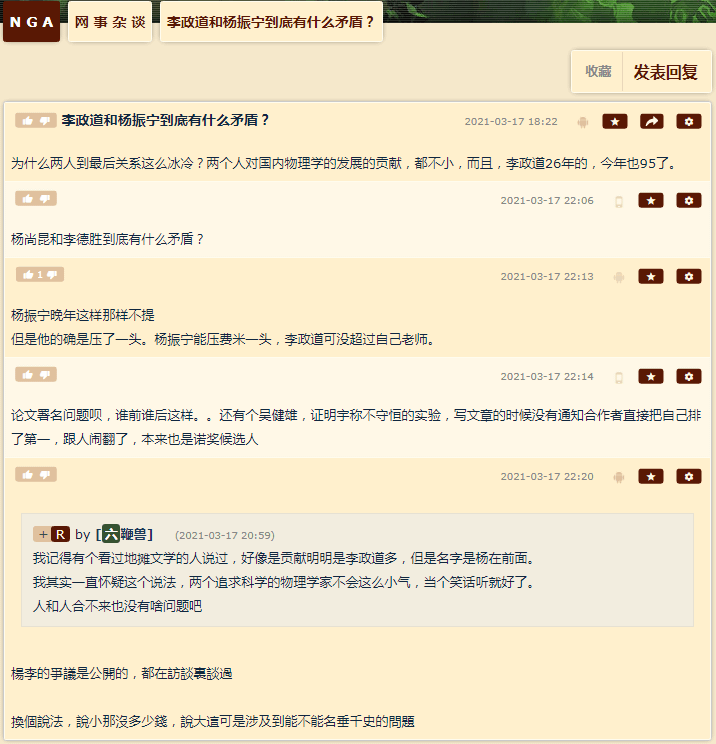 NGA 网事杂谈 李政道和杨振宁到底有什么矛盾？
收藏 发表回复
李政道和杨振宁到底有什么矛盾？ 2021-03-17 18:22
为什么两人到最后关系这么冰冷？两个人对国内物理学的发展的贡献，都不小，而且，李政道26年的，今年也95了。
2021-03-17 22:06
杨尚昆和李德胜到底有什么矛盾？
1 2021-03-17 22:13
杨振宁晚年这样那样不提
但是他的确是压了一头。杨振宁能压费米一头，李政道可没超过自己老师。
2021-03-17 22:14
论文署名问题呗，谁前谁后这样。。还有个吴健雄，证明宇称不守恒的实验，写文章的时候没有通知合作者直接把自己排
了第一，跟人闹翻了，本来也是诺奖候选人
2021-03-17 22:20
+ R by [六鞭兽] (2021-03-17 20:59)
我记得有个看过地摊文学的人说过，好像是贡献明明是李政道多，但是名字是杨在前面。
我其实一直怀疑这个说法，两个追求科学的物理学家不会这么小气，当个笑话听就好了。
人和人合不来也没有啥问题吧
楊李的爭議是公開的，都在訪談裏談過
換個說法，說小那沒多少錢，說大這可是涉及到能不能名垂千史的問題